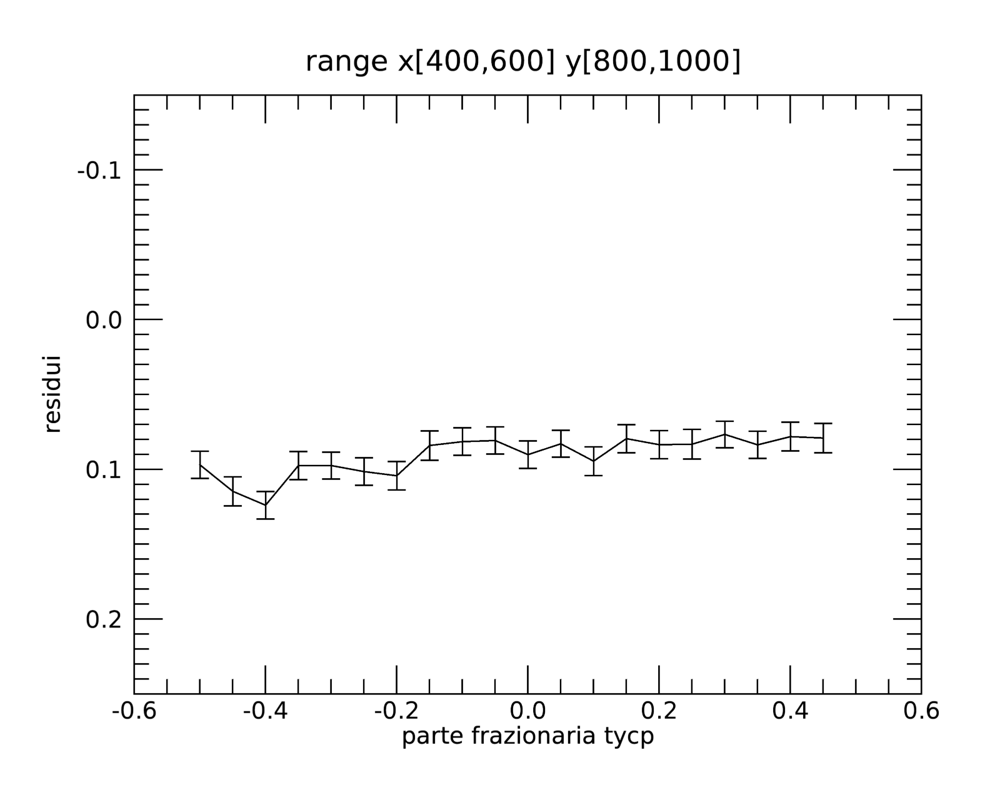 range x[400,600] y[800,1000]
-0.1
0.0
0.1
0.2
residui
-0.6 -0.4 -0.2 0.0 0.2 0.4 0.6
parte frazionaria tycp